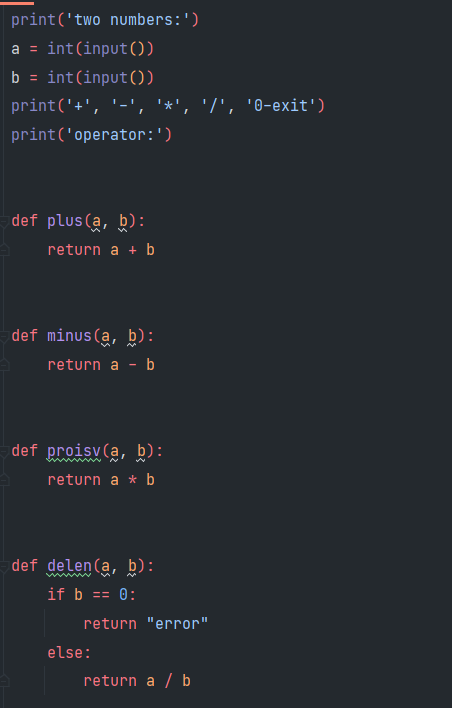 print('two numbers:')
a = int(input())
b = int(input())
print('+', '-', '*', '/', '0-exit')
print('operator:')
def plus(a, b):
    return a + b
def minus(a, b):
    return a - b
def proisv(a, b):
    return a * b
def delen(a, b):
    if b == 0:
        return "error"
    else:
        return a / b